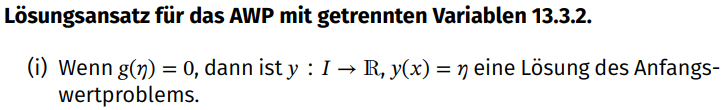 Lösungsansatz für das AWP mit getrennten Variablen 13.3.2.
(i) Wenn g(η) = 0, dann ist y : I → ℝ, y(x) = η eine Lösung des Anfangs-
wertproblems.